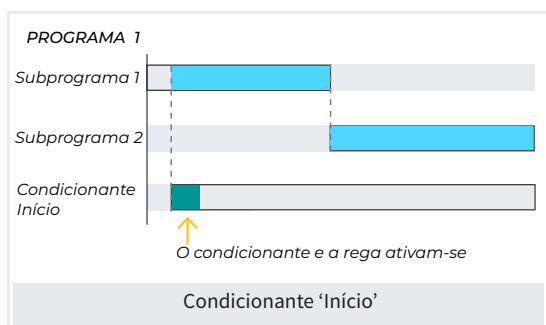 PROGRAMA 1
Subprograma 1
Subprograma 2
Condicionante
Início
O condicionante e a rega ativam-se
Condicionante ‘Início’